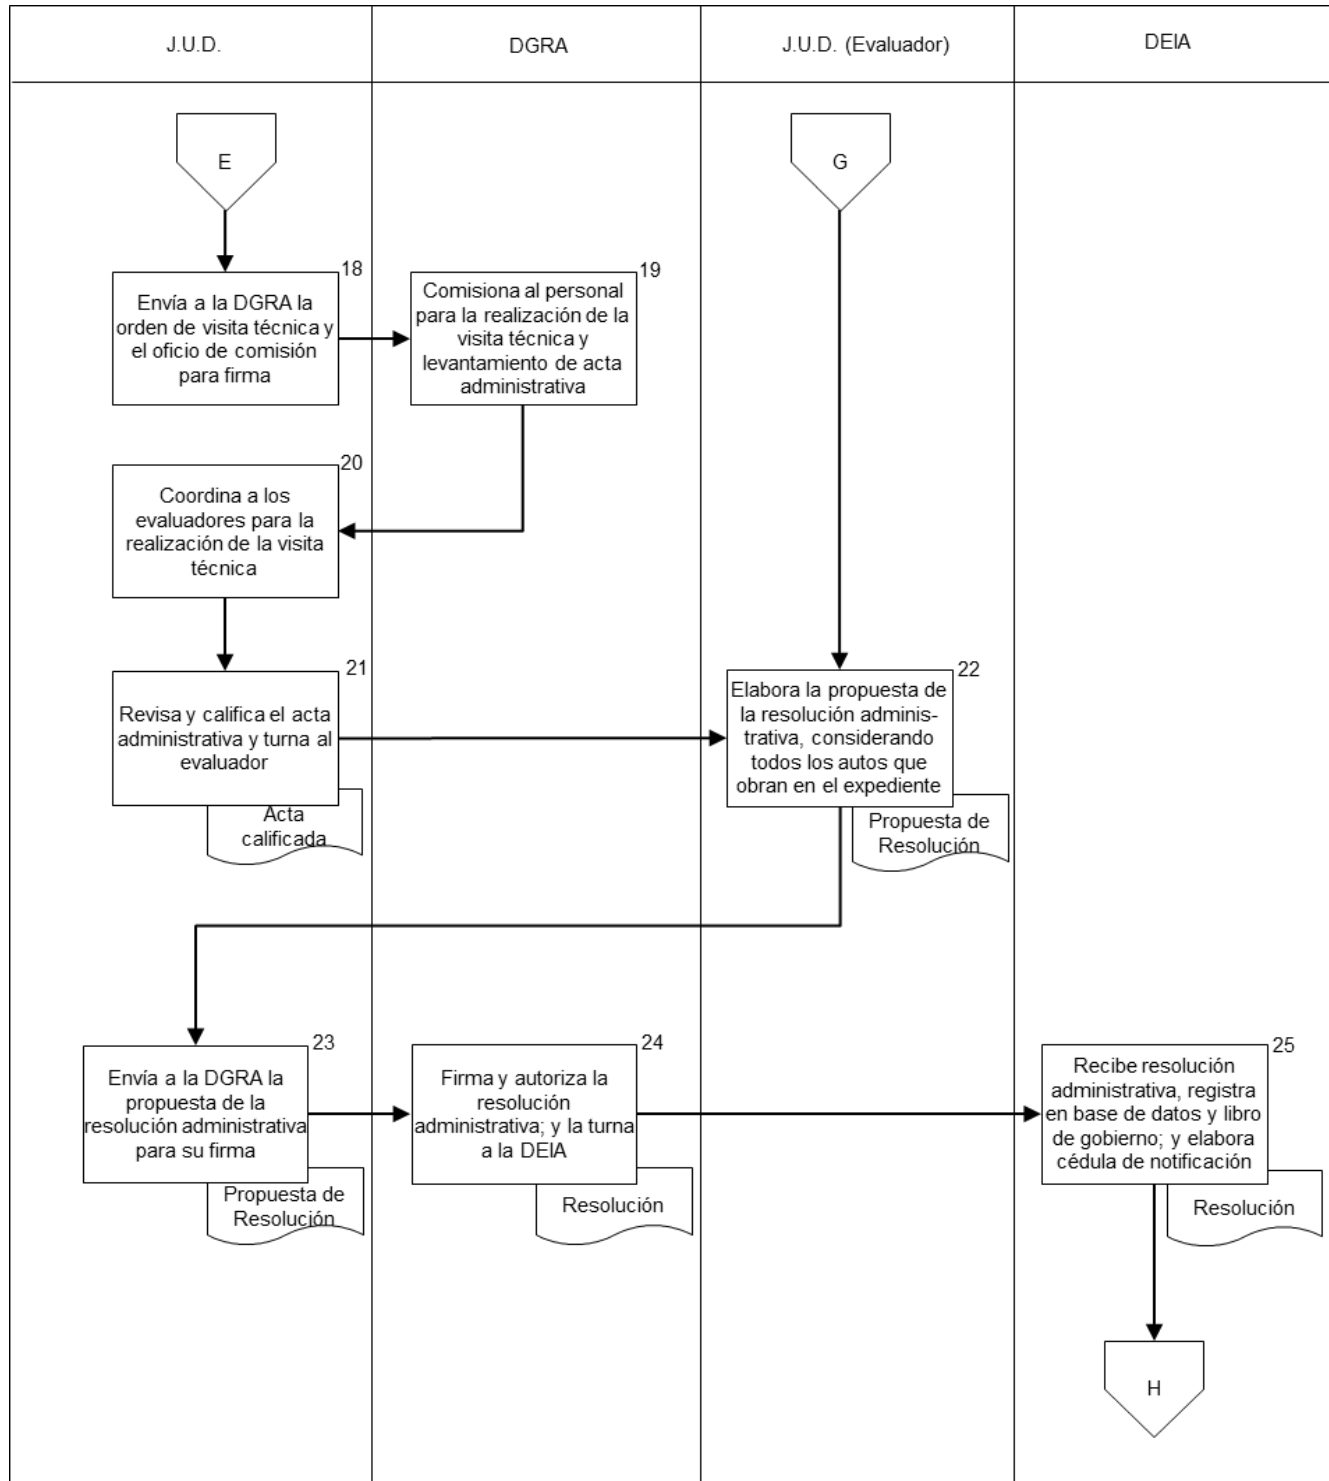 J.U.D.
DGRA
J.U.D. (Evaluador)
DEIA
E
G
18
Envía a la DGRA la
orden de visita técnica y
el oficio de comisión
para firma
19
Comisiona al personal
para la realización de la
visita técnica y
levantamiento de acta
administrativa
20
Coordina a los
evaluadores para la
realización de la visita
técnica
21
Revisa y califica el acta
administrativa y turna al
evaluador
Acta
calificada
22
Elabora la propuesta de
la resolución adminis-
trativa, considerando
todos los autos que
obran en el expediente
Propuesta de
Resolución
23
Envía a la DGRA la
propuesta de la
resolución administrativa
para su firma
Propuesta de
Resolución
24
Firma y autoriza la
resolución
administrativa; y la turna
a la DEIA
Resolución
25
Recibe resolución
administrativa, registra
en base de datos y libro
de gobierno; y elabora
cédula de notificación
Resolución
H